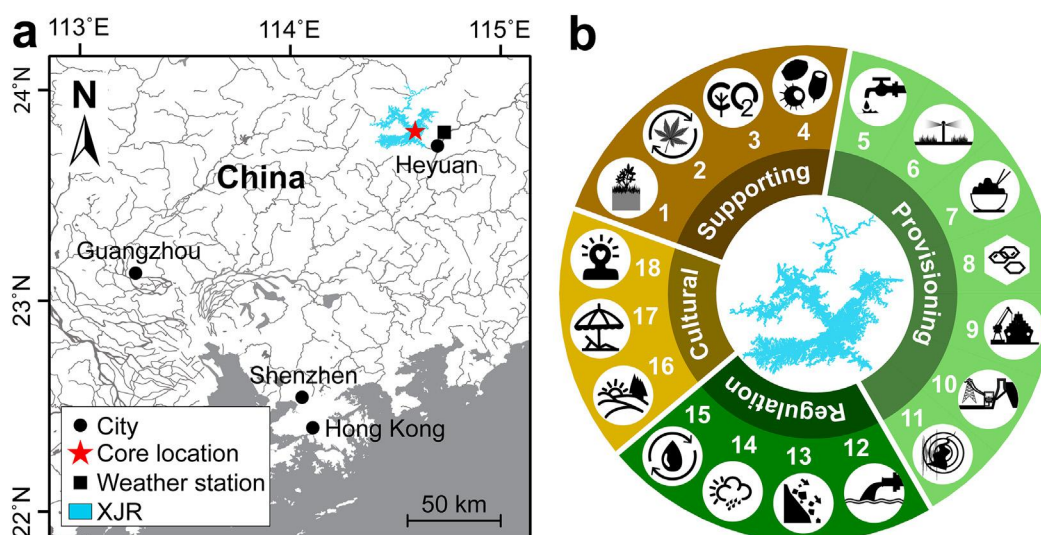 a
113°E
114°E
115°E
24°N
23°N
22°N
N
China
Heyuan
Guangzhou
Shenzhen
Hong Kong
City
Core location
Weather station
XJR
50 km
b
Supporting
Provisioning
Regulation
Cultural
1
2
3
4
5
6
7
8
9
10
11
12
13
14
15
16
17
18
CO2